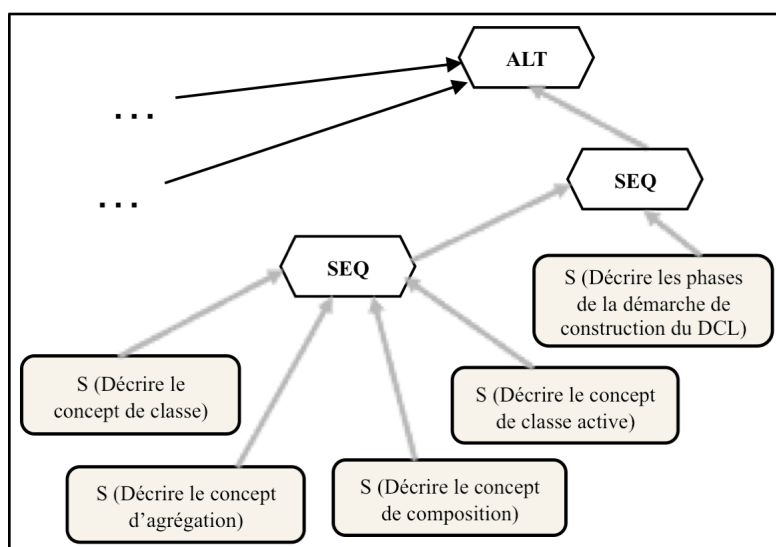 ALT
...
...
SEQ
SEQ
S (Décrire les phases
de la démarche de
construction du DCL)
S (Décrire le
concept de classe)
S (Décrire le concept
de classe active)
S (Décrire le concept
d’agrégation)
S (Décrire le concept
de composition)